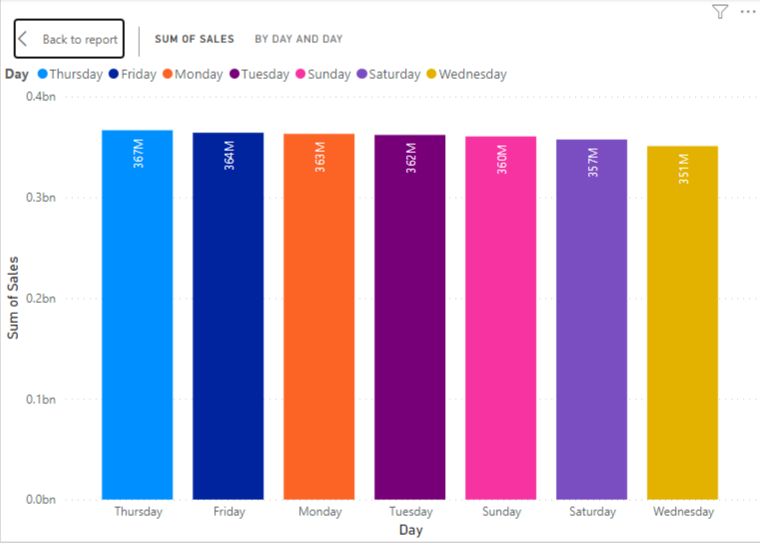 Back to report SUM OF SALES BY DAY AND DAY
Day Thursday Friday Monday Tuesday Sunday Saturday Wednesday
0.4bn
0.3bn
0.2bn
0.1bn
0.0bn
Sum of Sales
367M
364M
363M
362M
360M
357M
351M
Thursday Friday Monday Tuesday Sunday Saturday Wednesday
Day